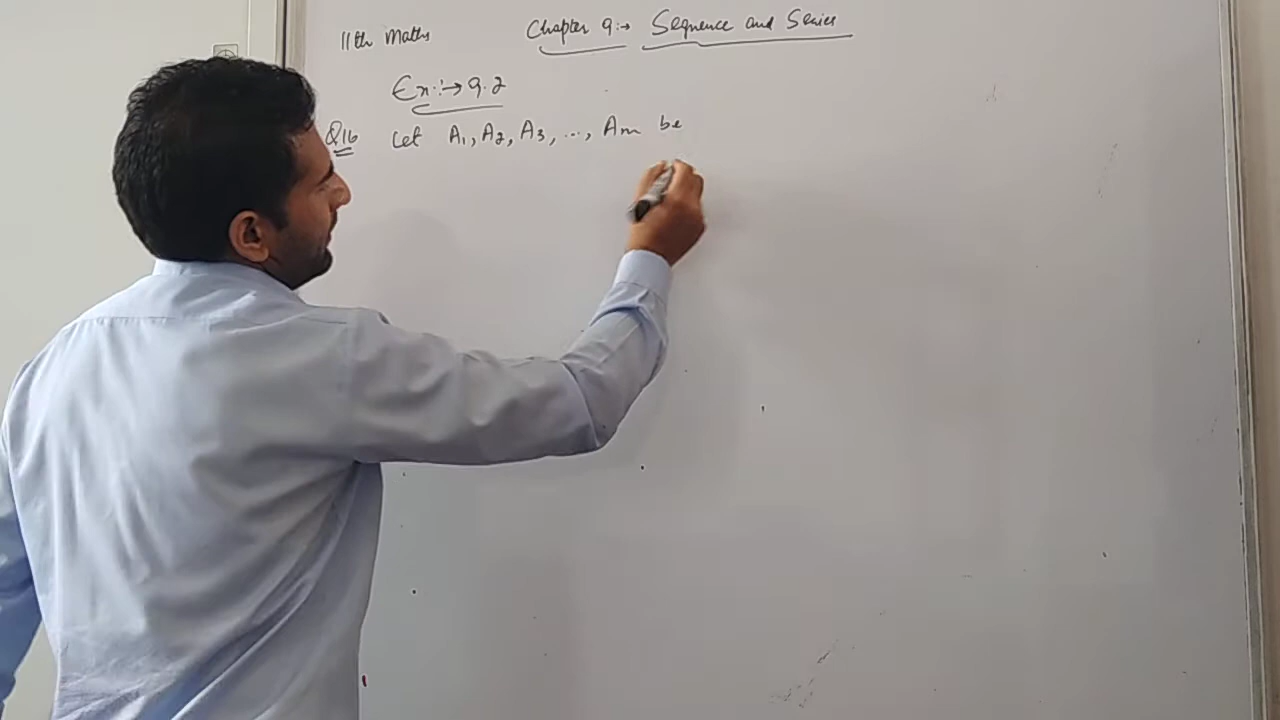 11th Maths
Chapter 9:→ Sequence and Series
Ex:→ 9.2
Q16 Let A1, A2, A3, ..., Am be